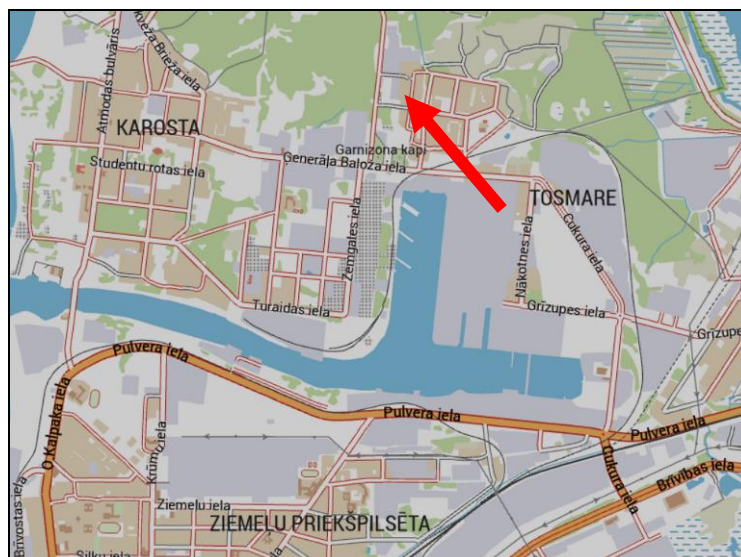 Atmodas bulvāris
Brieža iela
KAROSTA
Garnizona kapi
Studentu rotas iela
Ģenerāļa Baloža iela
TOSMARE
Cukura iela
Zemgales iela
Nākotnes iela
Turaidas iela
Grīzupes iela
Grīzupe
Pulvera iela
O Kalpaka iela
Pulvera iela
Pulvera iela
Krūmu iela
Cukura iela
Brīvības iela
Brīvostas iela
Ziemeļu iela
ZIEMEĻU PRIEKŠPILSĒTA
Siļķu iela